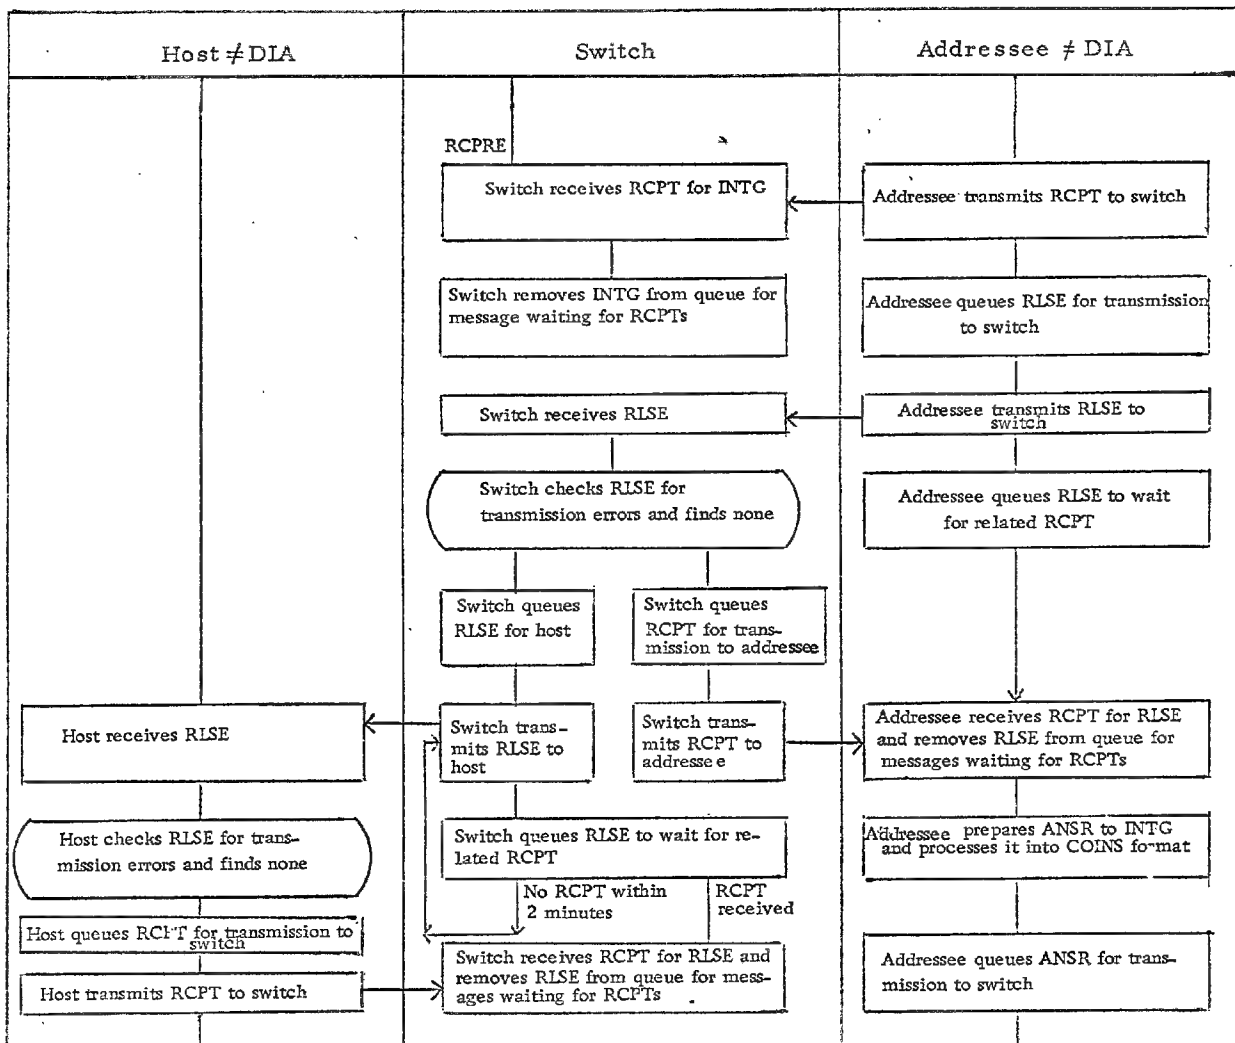 Host ≠ DIA
Switch
Addressee ≠ DIA
RCPRE
Switch receives RCPT for INTG
Addressee transmits RCPT to switch
Switch removes INTG from queue for
message waiting for RCPTs
Addressee queues RLSE for transmission
to switch
Switch receives RLSE
Addressee transmits RLSE to
switch
Switch checks RLSE for
transmission errors and finds none
Addressee queues RLSE to wait
for related RCPT
Switch queues
RLSE for host
Switch queues
RCPT for trans-
mission to addressee
Host receives RLSE
Switch trans-
mits RLSE to
host
Switch trans-
mits RCPT to
addressee
Addressee receives RCPT for RLSE
and removes RLSE from queue for
messages waiting for RCPTs
Host checks RLSE for trans-
mission errors and finds none
Switch queues RLSE to wait for re-
lated RCPT
Addressee prepares ANSR to INTG
and processes it into COINS format
No RCPT within
2 minutes
RCPT
received
Host queues RCPT for transmission to
switch
Host transmits RCPT to switch
Switch receives RCPT for RLSE and
removes RLSE from queue for mess-
ages waiting for RCPTs
Addressee queues ANSR for trans-
mission to switch